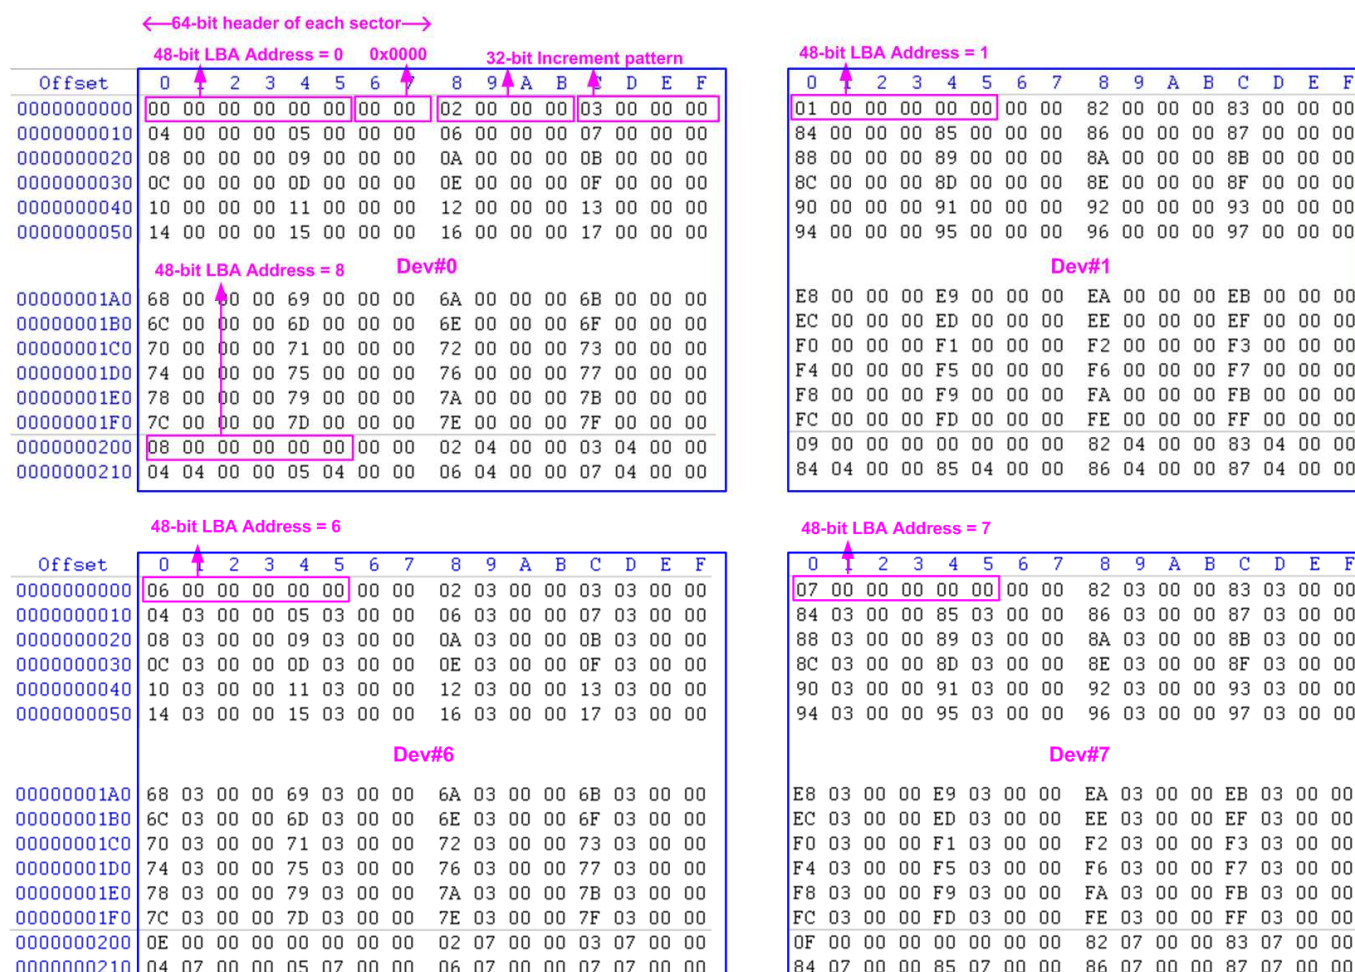 64-bit header of each sector
48-bit LBA Address = 0 0x0000 32-bit Increment pattern
Offset 0 1 2 3 4 5 6 7 8 9 A B C D E F
0000000000 00 00 00 00 00 00 00 00 02 00 00 00 03 00 00 00
0000000010 04 00 00 00 05 00 00 00 06 00 00 00 07 00 00 00
0000000020 08 00 00 00 09 00 00 00 0A 00 00 00 0B 00 00 00
0000000030 0C 00 00 00 0D 00 00 00 0E 00 00 00 0F 00 00 00
0000000040 10 00 00 00 11 00 00 00 12 00 00 00 13 00 00 00
0000000050 14 00 00 00 15 00 00 00 16 00 00 00 17 00 00 00
48-bit LBA Address = 8 Dev#0
00000001A0 68 00 00 00 69 00 00 00 6A 00 00 00 6B 00 00 00
00000001B0 6C 00 00 00 6D 00 00 00 6E 00 00 00 6F 00 00 00
00000001C0 70 00 00 00 71 00 00 00 72 00 00 00 73 00 00 00
00000001D0 74 00 00 00 75 00 00 00 76 00 00 00 77 00 00 00
00000001E0 78 00 00 00 79 00 00 00 7A 00 00 00 7B 00 00 00
00000001F0 7C 00 00 00 7D 00 00 00 7E 00 00 00 7F 00 00 00
0000000200 08 00 00 00 00 00 00 00 02 04 00 00 03 04 00 00
0000000210 04 04 00 00 05 04 00 00 06 04 00 00 07 04 00 00
48-bit LBA Address = 1
0 1 2 3 4 5 6 7 8 9 A B C D E F
01 00 00 00 00 00 00 00 82 00 00 00 83 00 00 00
84 00 00 00 85 00 00 00 86 00 00 00 87 00 00 00
88 00 00 00 89 00 00 00 8A 00 00 00 8B 00 00 00
8C 00 00 00 8D 00 00 00 8E 00 00 00 8F 00 00 00
90 00 00 00 91 00 00 00 92 00 00 00 93 00 00 00
94 00 00 00 95 00 00 00 96 00 00 00 97 00 00 00
Dev#1
E8 00 00 00 E9 00 00 00 EA 00 00 00 EB 00 00 00
EC 00 00 00 ED 00 00 00 EE 00 00 00 EF 00 00 00
F0 00 00 00 F1 00 00 00 F2 00 00 00 F3 00 00 00
F4 00 00 00 F5 00 00 00 F6 00 00 00 F7 00 00 00
F8 00 00 00 F9 00 00 00 FA 00 00 00 FB 00 00 00
FC 00 00 00 FD 00 00 00 FE 00 00 00 FF 00 00 00
09 00 00 00 00 00 00 00 82 04 00 00 83 04 00 00
84 04 00 00 85 04 00 00 86 04 00 00 87 04 00 00
48-bit LBA Address = 6
Offset 0 1 2 3 4 5 6 7 8 9 A B C D E F
0000000000 06 00 00 00 00 00 00 00 02 03 00 00 03 03 00 00
0000000010 04 03 00 00 05 03 00 00 06 03 00 00 07 03 00 00
0000000020 08 03 00 00 09 03 00 00 0A 03 00 00 0B 03 00 00
0000000030 0C 03 00 00 0D 03 00 00 0E 03 00 00 0F 03 00 00
0000000040 10 03 00 00 11 03 00 00 12 03 00 00 13 03 00 00
0000000050 14 03 00 00 15 03 00 00 16 03 00 00 17 03 00 00
Dev#6
00000001A0 68 03 00 00 69 03 00 00 6A 03 00 00 6B 03 00 00
00000001B0 6C 03 00 00 6D 03 00 00 6E 03 00 00 6F 03 00 00
00000001C0 70 03 00 00 71 03 00 00 72 03 00 00 73 03 00 00
00000001D0 74 03 00 00 75 03 00 00 76 03 00 00 77 03 00 00
00000001E0 78 03 00 00 79 03 00 00 7A 03 00 00 7B 03 00 00
00000001F0 7C 03 00 00 7D 03 00 00 7E 03 00 00 7F 03 00 00
0000000200 0E 00 00 00 00 00 00 00 02 07 00 00 03 07 00 00
0000000210 04 07 00 00 05 07 00 00 06 07 00 00 07 07 00 00
48-bit LBA Address = 7
0 1 2 3 4 5 6 7 8 9 A B C D E F
07 00 00 00 00 00 00 00 82 03 00 00 83 03 00 00
84 03 00 00 85 03 00 00 86 03 00 00 87 03 00 00
88 03 00 00 89 03 00 00 8A 03 00 00 8B 03 00 00
8C 03 00 00 8D 03 00 00 8E 03 00 00 8F 03 00 00
90 03 00 00 91 03 00 00 92 03 00 00 93 03 00 00
94 03 00 00 95 03 00 00 96 03 00 00 97 03 00 00
Dev#7
E8 03 00 00 E9 03 00 00 EA 03 00 00 EB 03 00 00
EC 03 00 00 ED 03 00 00 EE 03 00 00 EF 03 00 00
F0 03 00 00 F1 03 00 00 F2 03 00 00 F3 03 00 00
F4 03 00 00 F5 03 00 00 F6 03 00 00 F7 03 00 00
F8 03 00 00 F9 03 00 00 FA 03 00 00 FB 03 00 00
FC 03 00 00 FD 03 00 00 FE 03 00 00 FF 03 00 00
0F 00 00 00 00 00 00 00 82 07 00 00 83 07 00 00
84 07 00 00 85 07 00 00 86 07 00 00 87 07 00 00